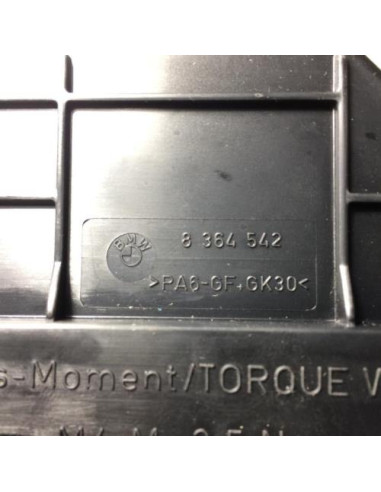 BMW
8 364 542
>PA6-GF,GK30<
s-Moment/TORQUE V